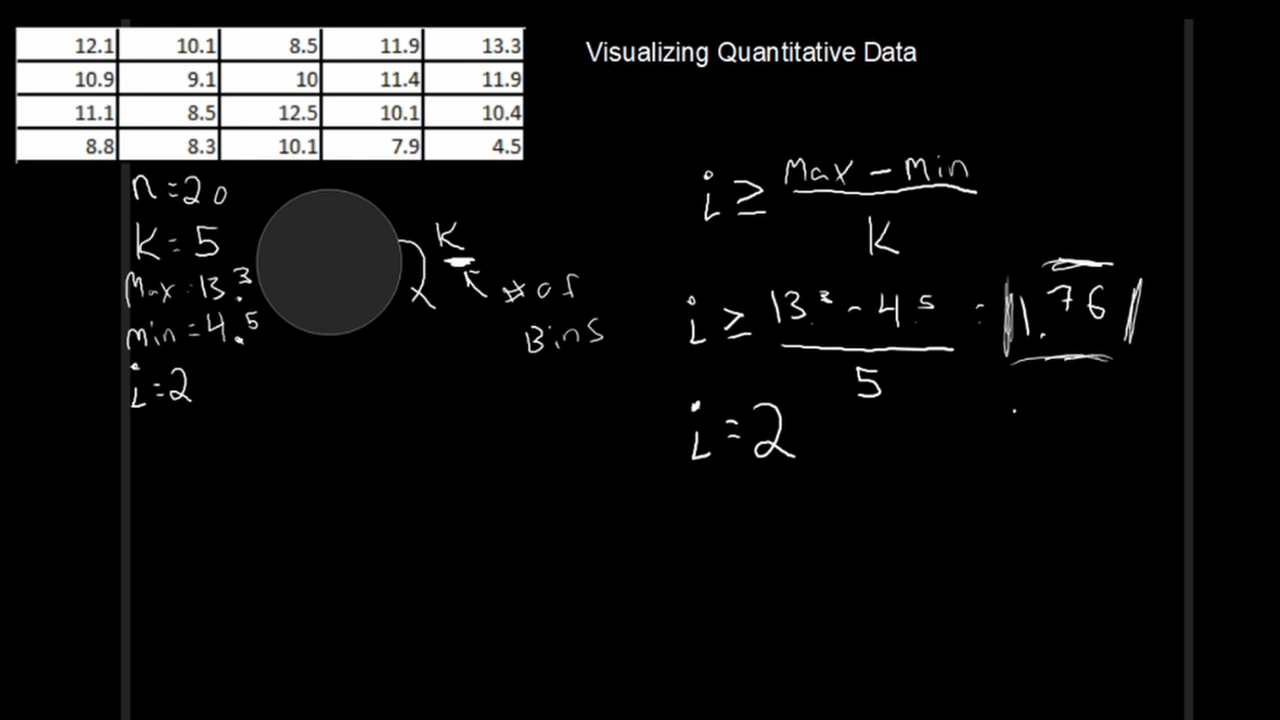 12.1 10.1 8.5 11.9 13.3
10.9 9.1 10 11.4 11.9
11.1 8.5 12.5 10.1 10.4
8.8 8.3 10.1 7.9 4.5
Visualizing Quantitative Data
n = 20
K = 5
Max = 13.3
min = 4.5
i = 2
2 K
# of
Bins
i ≥ Max - Min
K
i ≥ 13.3 - 4.5 = 1.76
5
i = 2